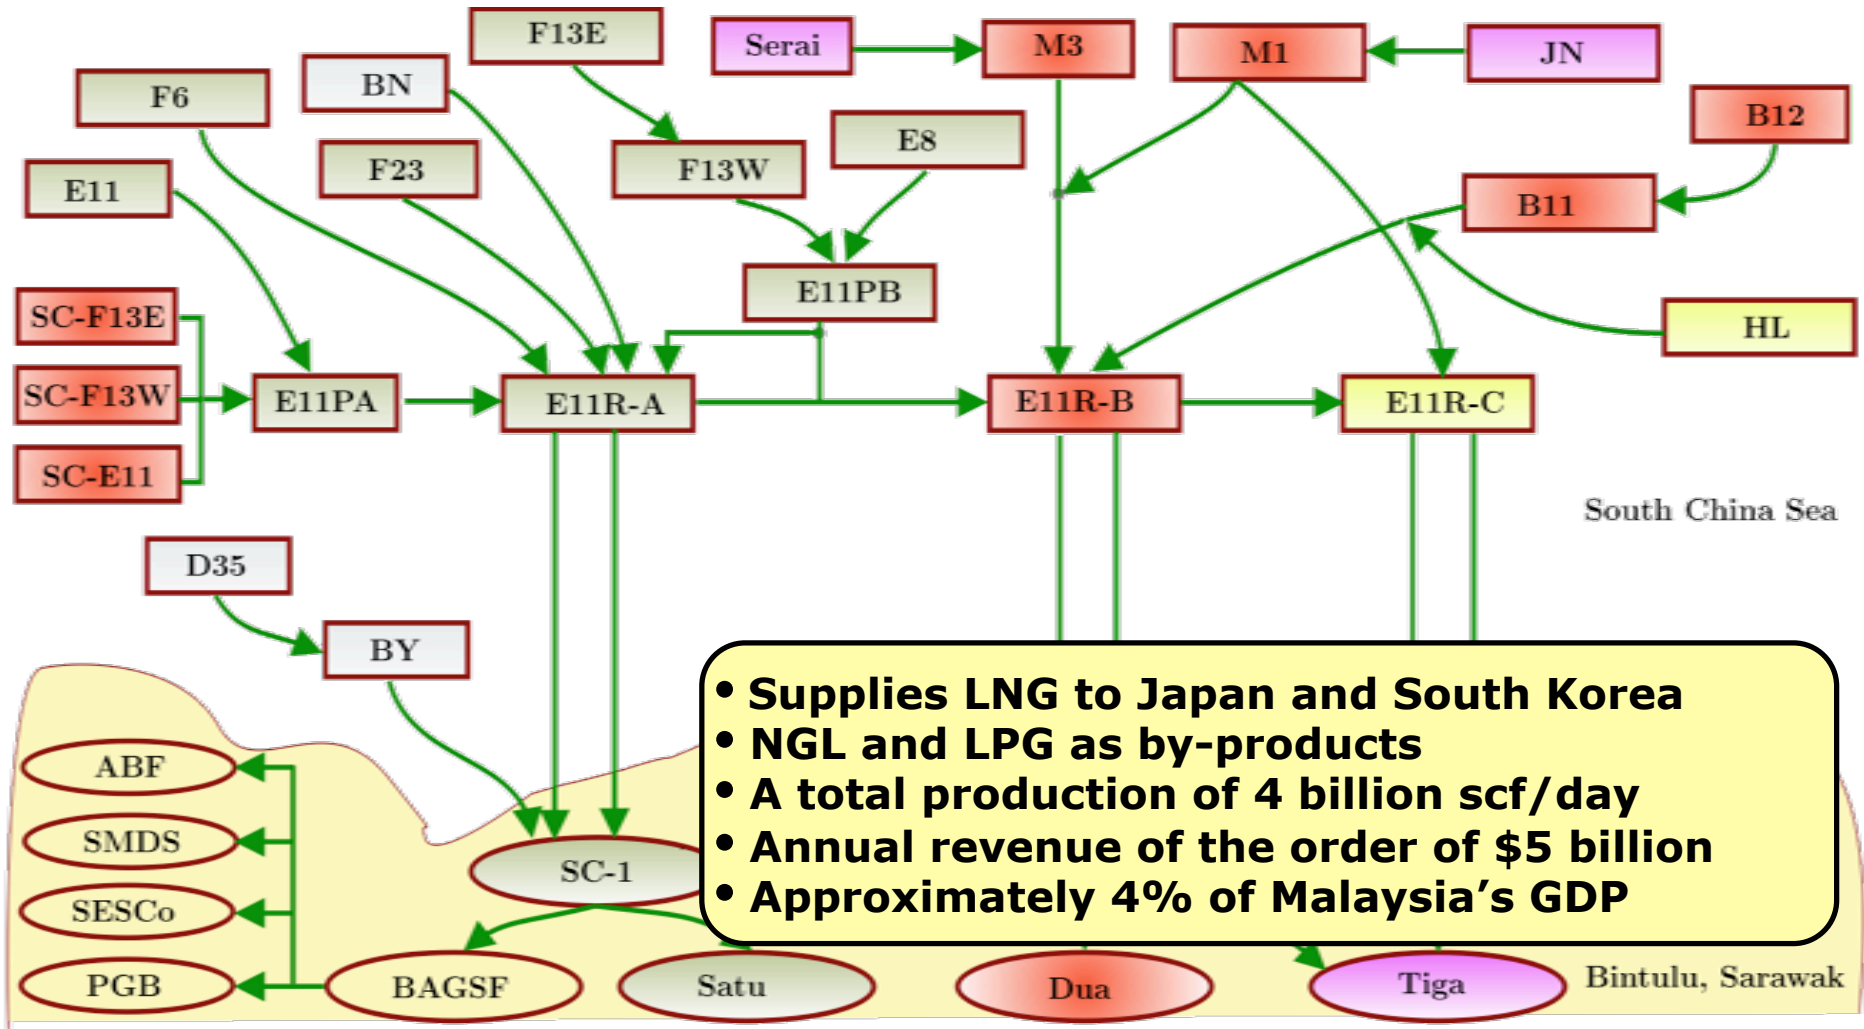 F13E
Serai
M3
M1
JN
F6
BN
B12
F23
F13W
E8
E11
B11
SC-F13E
E11PB
HL
SC-F13W
E11PA
E11R-A
E11R-B
E11R-C
SC-E11
South China Sea
D35
BY
• Supplies LNG to Japan and South Korea
• NGL and LPG as by-products
• A total production of 4 billion scf/day
• Annual revenue of the order of $5 billion
• Approximately 4% of Malaysia’s GDP
ABF
SMDS
SC-1
SESCo
PGB
BAGSF
Satu
Dua
Tiga
Bintulu, Sarawak